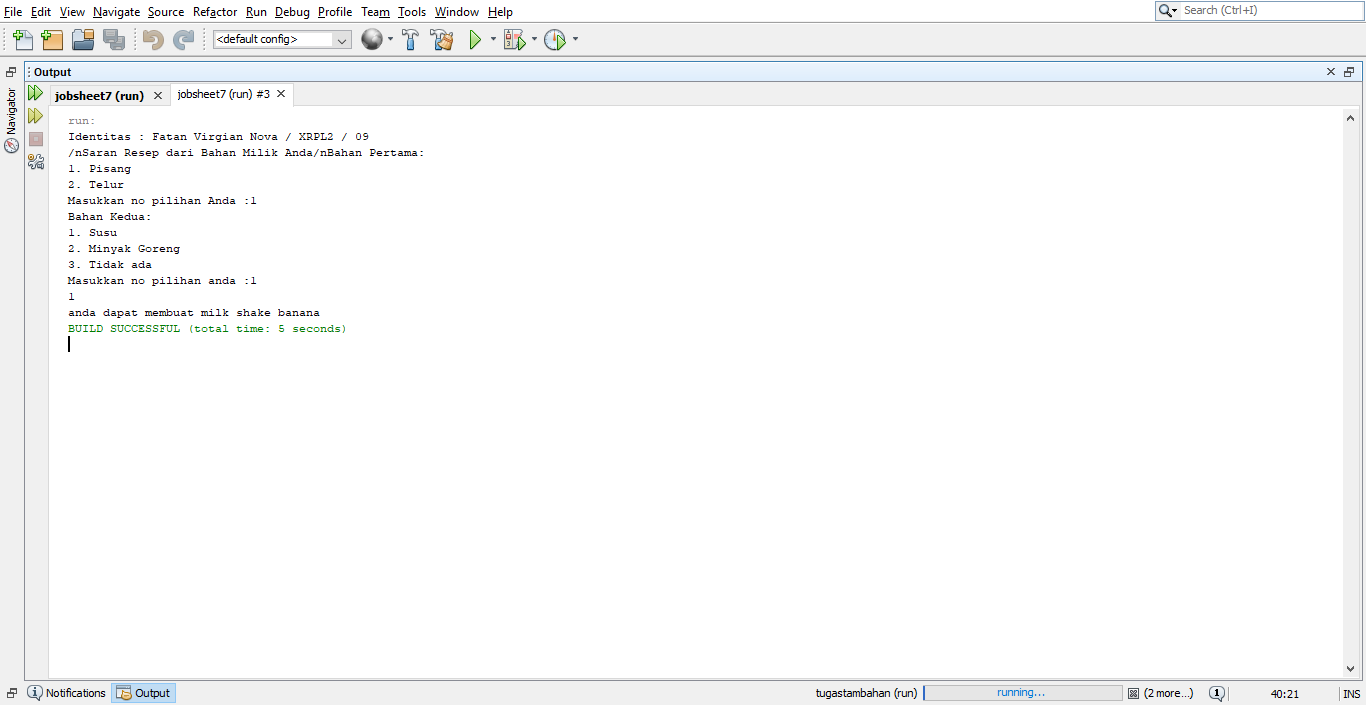 File Edit View Navigate Source Refactor Run Debug Profile Team Tools Window Help
Search (Ctrl+I)
<default config>
Output
Navigator
jobsheet7 (run)
jobsheet7 (run) #3
run:
Identitas : Fatan Virgian Nova / XRPL2 / 09
/nSaran Resep dari Bahan Milik Anda/nBahan Pertama:
1. Pisang
2. Telur
Masukkan no pilihan Anda :1
Bahan Kedua:
1. Susu
2. Minyak Goreng
3. Tidak ada
Masukkan no pilihan anda :1
1
anda dapat membuat milk shake banana
BUILD SUCCESSFUL (total time: 5 seconds)
Notifications Output tugastambahan (run) running... (2 more...) 1 40:21 INS